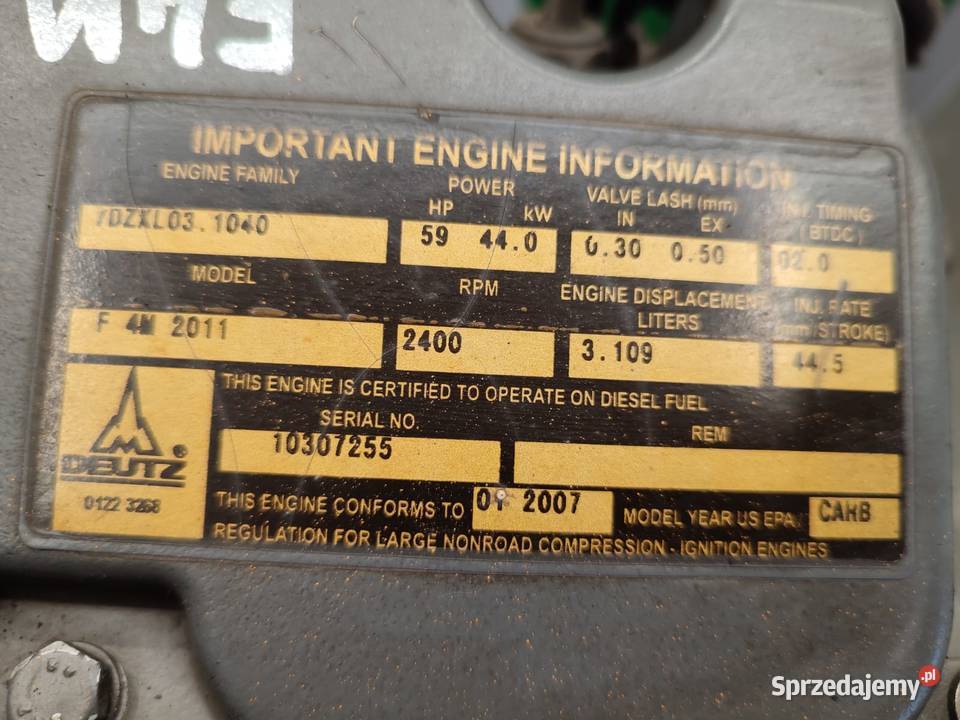 IMPORTANT ENGINE INFORMATION
ENGINE FAMILY POWER VALVE LASH (mm) INJ. TIMING
HP kW IN EX (BTDC)
7DZXL03.1040 59 44.0 0.30 0.50 02.0
MODEL RPM ENGINE DISPLACEMENT INJ. RATE
LITERS (mm/STROKE)
F 4M 2011 2400 3.109 44.5
THIS ENGINE IS CERTIFIED TO OPERATE ON DIESEL FUEL
SERIAL NO. REM
10307255
DEUTZ ®
0122 3268
THIS ENGINE CONFORMS TO 01 2007 MODEL YEAR US EPA / CARB
REGULATION FOR LARGE NONROAD COMPRESSION - IGNITION ENGINES
Sprzedajemy.pl